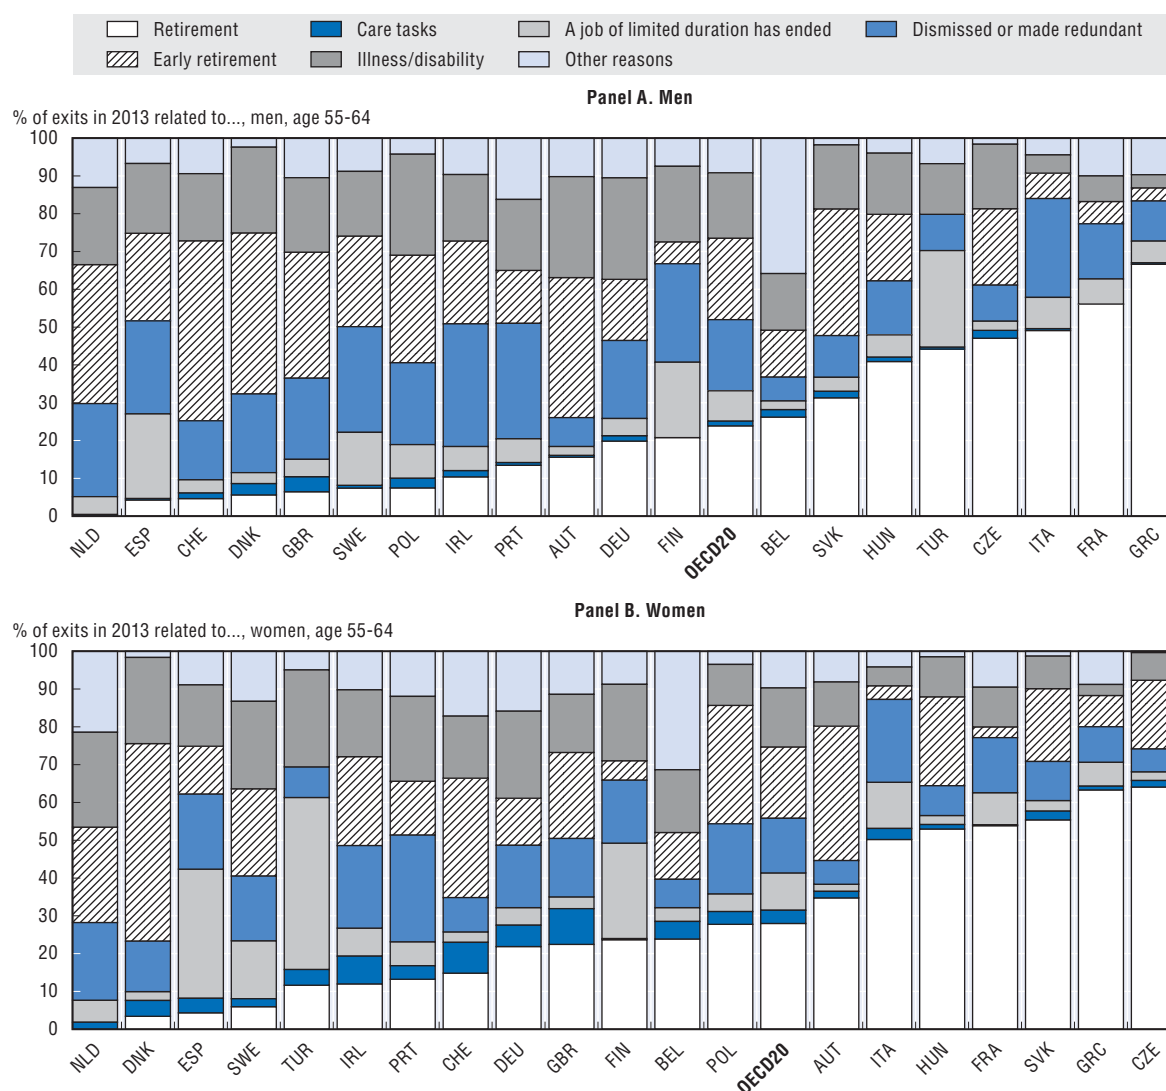 Retirement Care tasks A job of limited duration has ended Dismissed or made redundant
Early retirement Illness/disability Other reasons
Panel A. Men
% of exits in 2013 related to..., men, age 55-64
100
90
80
70
60
50
40
30
20
10
0
NLD ESP CHE DNK GBR SWE POL IRL PRT AUT DEU FIN OECD20 BEL SVK HUN TUR CZE ITA FRA GRC
Panel B. Women
% of exits in 2013 related to..., women, age 55-64
100
90
80
70
60
50
40
30
20
10
0
NLD DNK ESP SWE TUR IRL PRT CHE DEU GBR FIN BEL POL OECD20 AUT ITA HUN FRA SVK GRC CZE